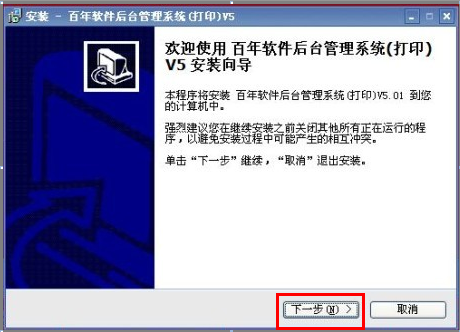 安装 - 百年软件后台管理系统(打印)V5
欢迎使用 百年软件后台管理系统(打印)
V5 安装向导
本程序将安装 百年软件后台管理系统(打印)V5.01 到您
的计算机中。
强烈建议您在继续安装之前关闭其他所有正在运行的程
序，以避免安装过程中可能产生的相互冲突。
单击“下一步”继续，“取消”退出安装。
下一步(N) >
取消